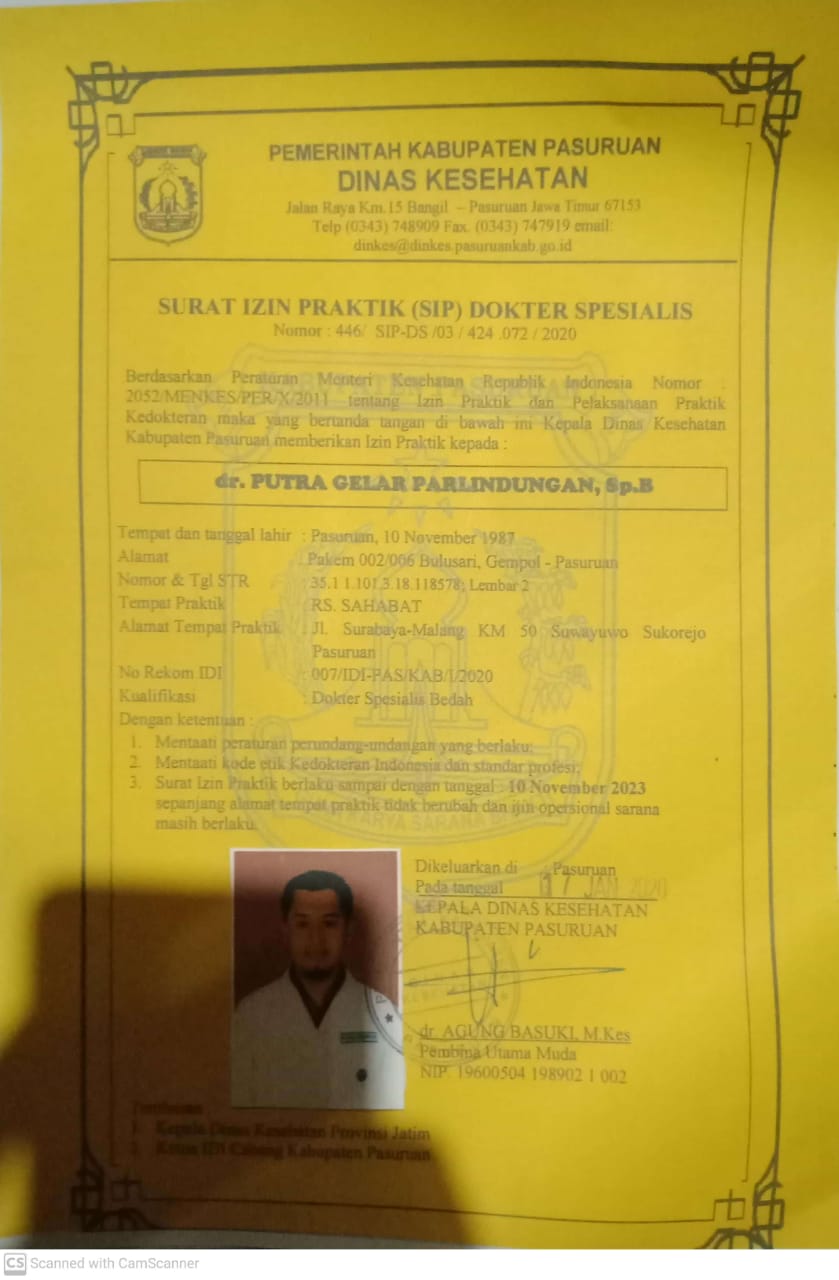 PEMERINTAH KABUPATEN PASURUAN
DINAS KESEHATAN
Jalan Raya Km.15 Bangil – Pasuruan Jawa Timur 67153
Telp (0343) 748909 Fax. (0343) 747919 email:
dinkes@dinkes.pasuruankab.go.id
SURAT IZIN PRAKTIK (SIP) DOKTER SPESIALIS
Nomor : 446/ SIP-DS /03 / 424 .072 / 2020
Berdasarkan Peraturan Menteri Kesehatan Republik Indonesia Nomor :
2052/MENKES/PER/X/2011 tentang Izin Praktik dan Pelaksanaan Praktik
Kedokteran maka yang bertanda tangan di bawah ini Kepala Dinas Kesehatan
Kabupaten Pasuruan memberikan Izin Praktik kepada :
dr. PUTRA GELAR PARLINDUNGAN, Sp.B
Tempat dan tanggal lahir : Pasuruan, 10 November 1987
Alamat : Pakem 002/006 Bulusari, Gempol - Pasuruan
Nomor & Tgl STR : 35.1 1.101.3.18.118578; Lembar 2
Tempat Praktik : RS. SAHABAT
Alamat Tempat Praktik : Jl. Surabaya-Malang KM 50 Suwayuwo Sukorejo
Pasuruan
No Rekom IDI : 007/IDI-PAS/KAB/I/2020
Kualifikasi : Dokter Spesialis Bedah
Dengan ketentuan :
1. Mentaati peraturan perundang-undangan yang berlaku;
2. Mentaati kode etik Kedokteran Indonesia dan standar profesi;
3. Surat Izin Praktik berlaku sampai dengan tanggal : 10 November 2023
sepanjang alamat tempat praktik tidak berubah dan ijin opersional sarana
masih berlaku.
Dikeluarkan di : Pasuruan
Pada tanggal JAN 2020
KEPALA DINAS KESEHATAN
KABUPATEN PASURUAN
dr. AGUNG BASUKI, M.Kes
Pembina Utama Muda
NIP. 19600504 198902 1 002
Tembusan
1. Kepala Dinas Kesehatan Provinsi Jatim
2. Ketua IDI Cabang Kabupaten Pasuruan
CS Scanned with CamScanner